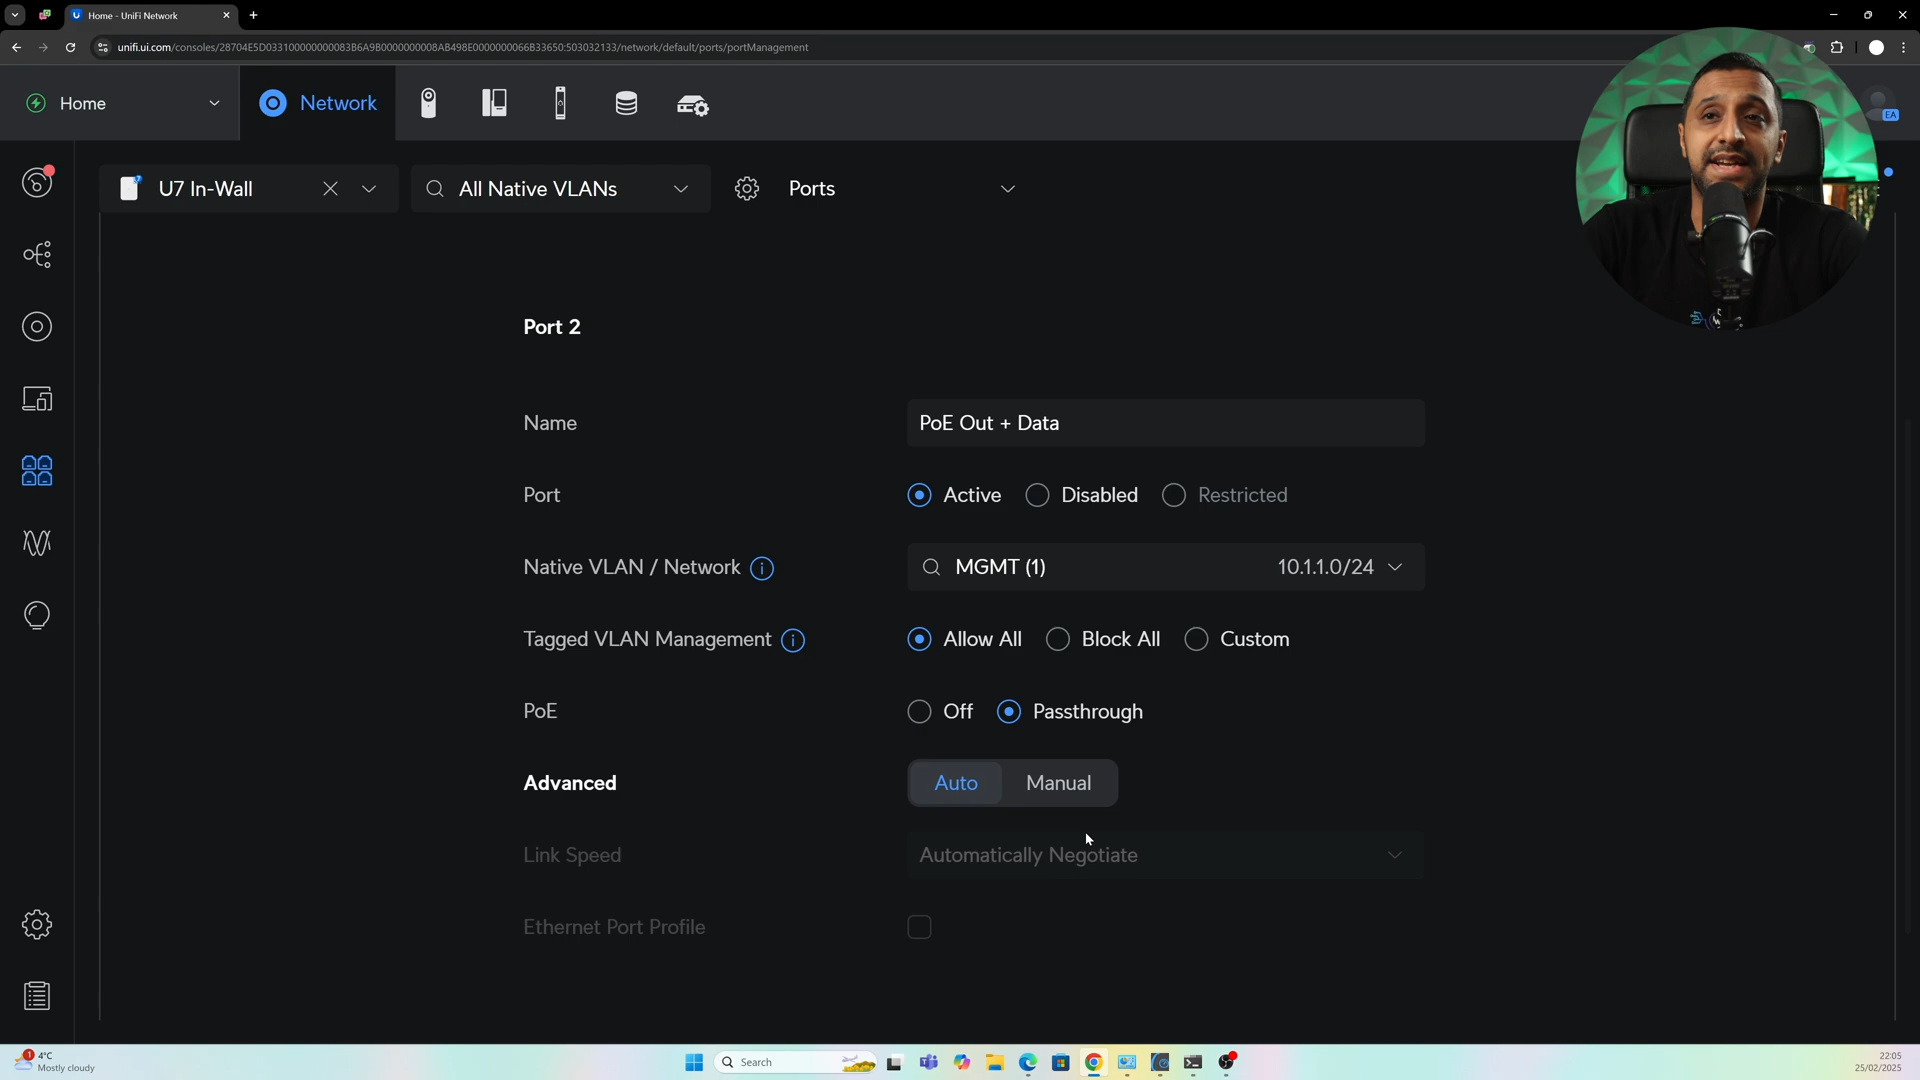 Home - UniFi Network
unifi.ui.com/consoles/28704E5D033100000000083B6A9B0000000008AB498E0000000066B33650:503032133/network/default/ports/portManagement
Home
Network
EA
U7 In-Wall
All Native VLANs
Ports
Port 2
Name
PoE Out + Data
Port
Active
Disabled
Restricted
Native VLAN / Network
MGMT (1)
10.1.1.0/24
Tagged VLAN Management
Allow All
Block All
Custom
PoE
Off
Passthrough
Advanced
Auto
Manual
Link Speed
Automatically Negotiate
Ethernet Port Profile
1
4°C
Mostly cloudy
Search
22:05
25/02/2025